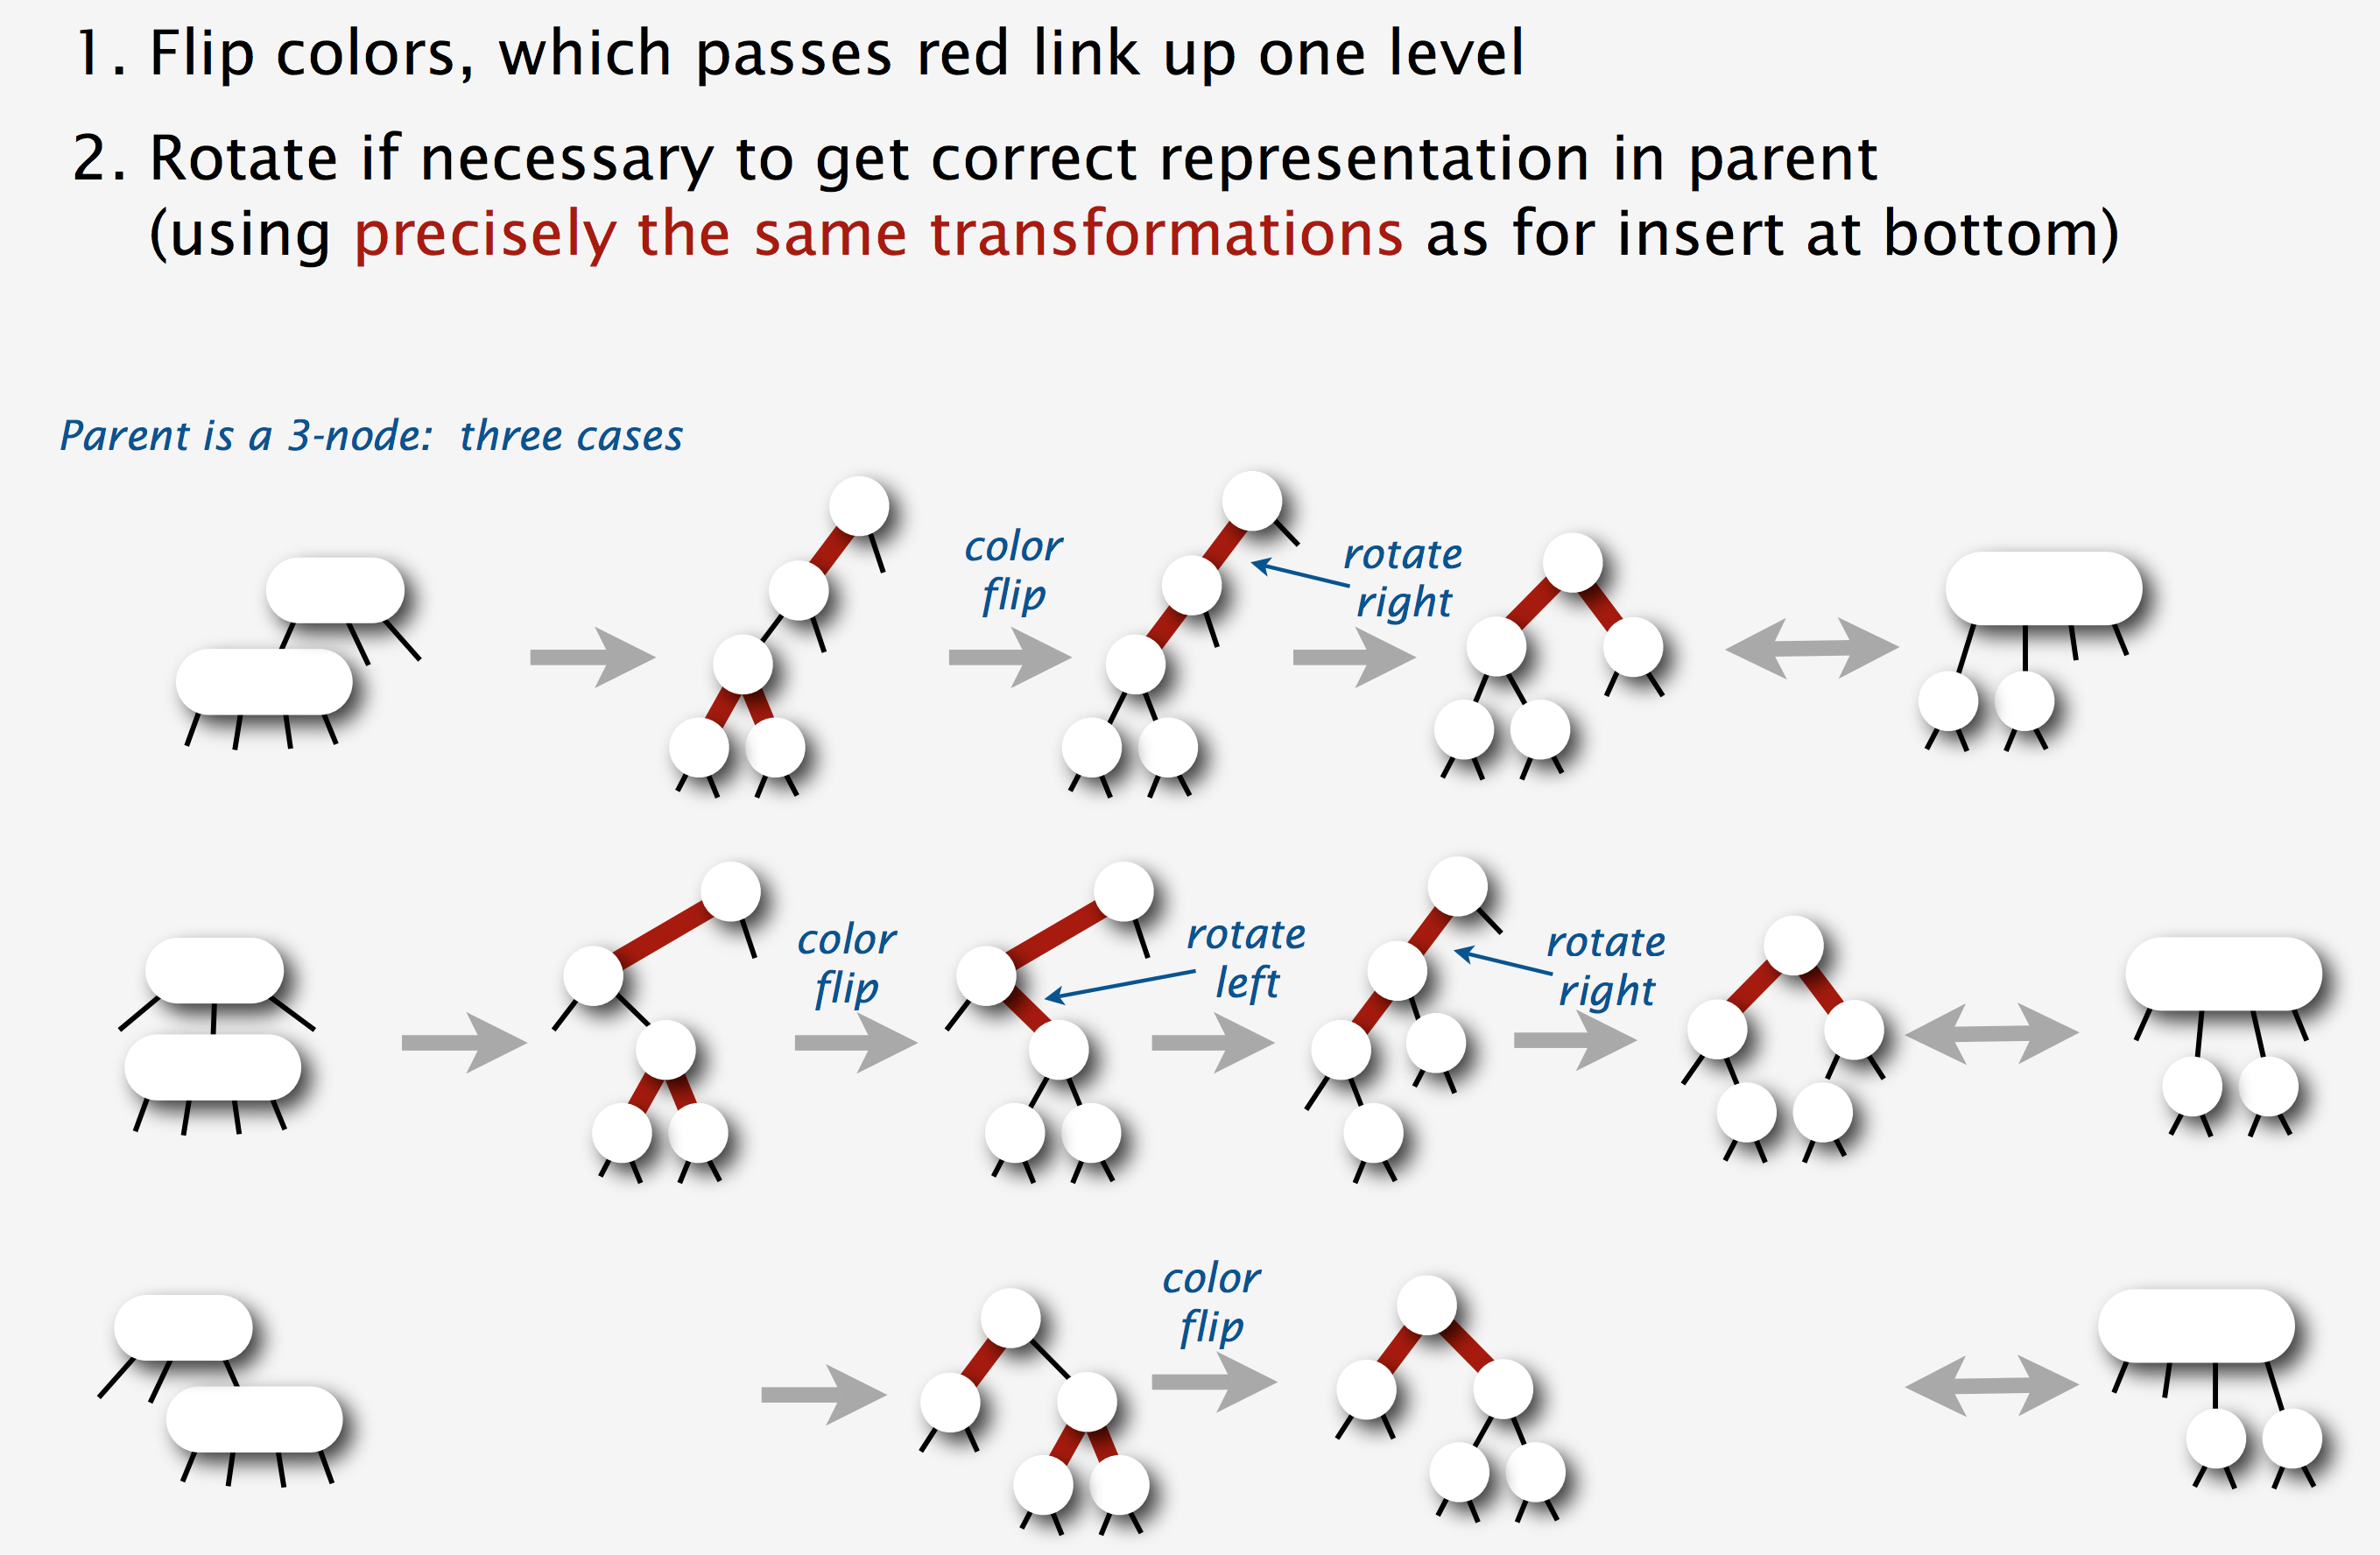 1. Flip colors, which passes red link up one level
2. Rotate if necessary to get correct representation in parent
(using precisely the same transformations as for insert at bottom)
Parent is a 3-node: three cases
color
flip
rotate
right
color
flip
rotate
left
rotate
right
color
flip